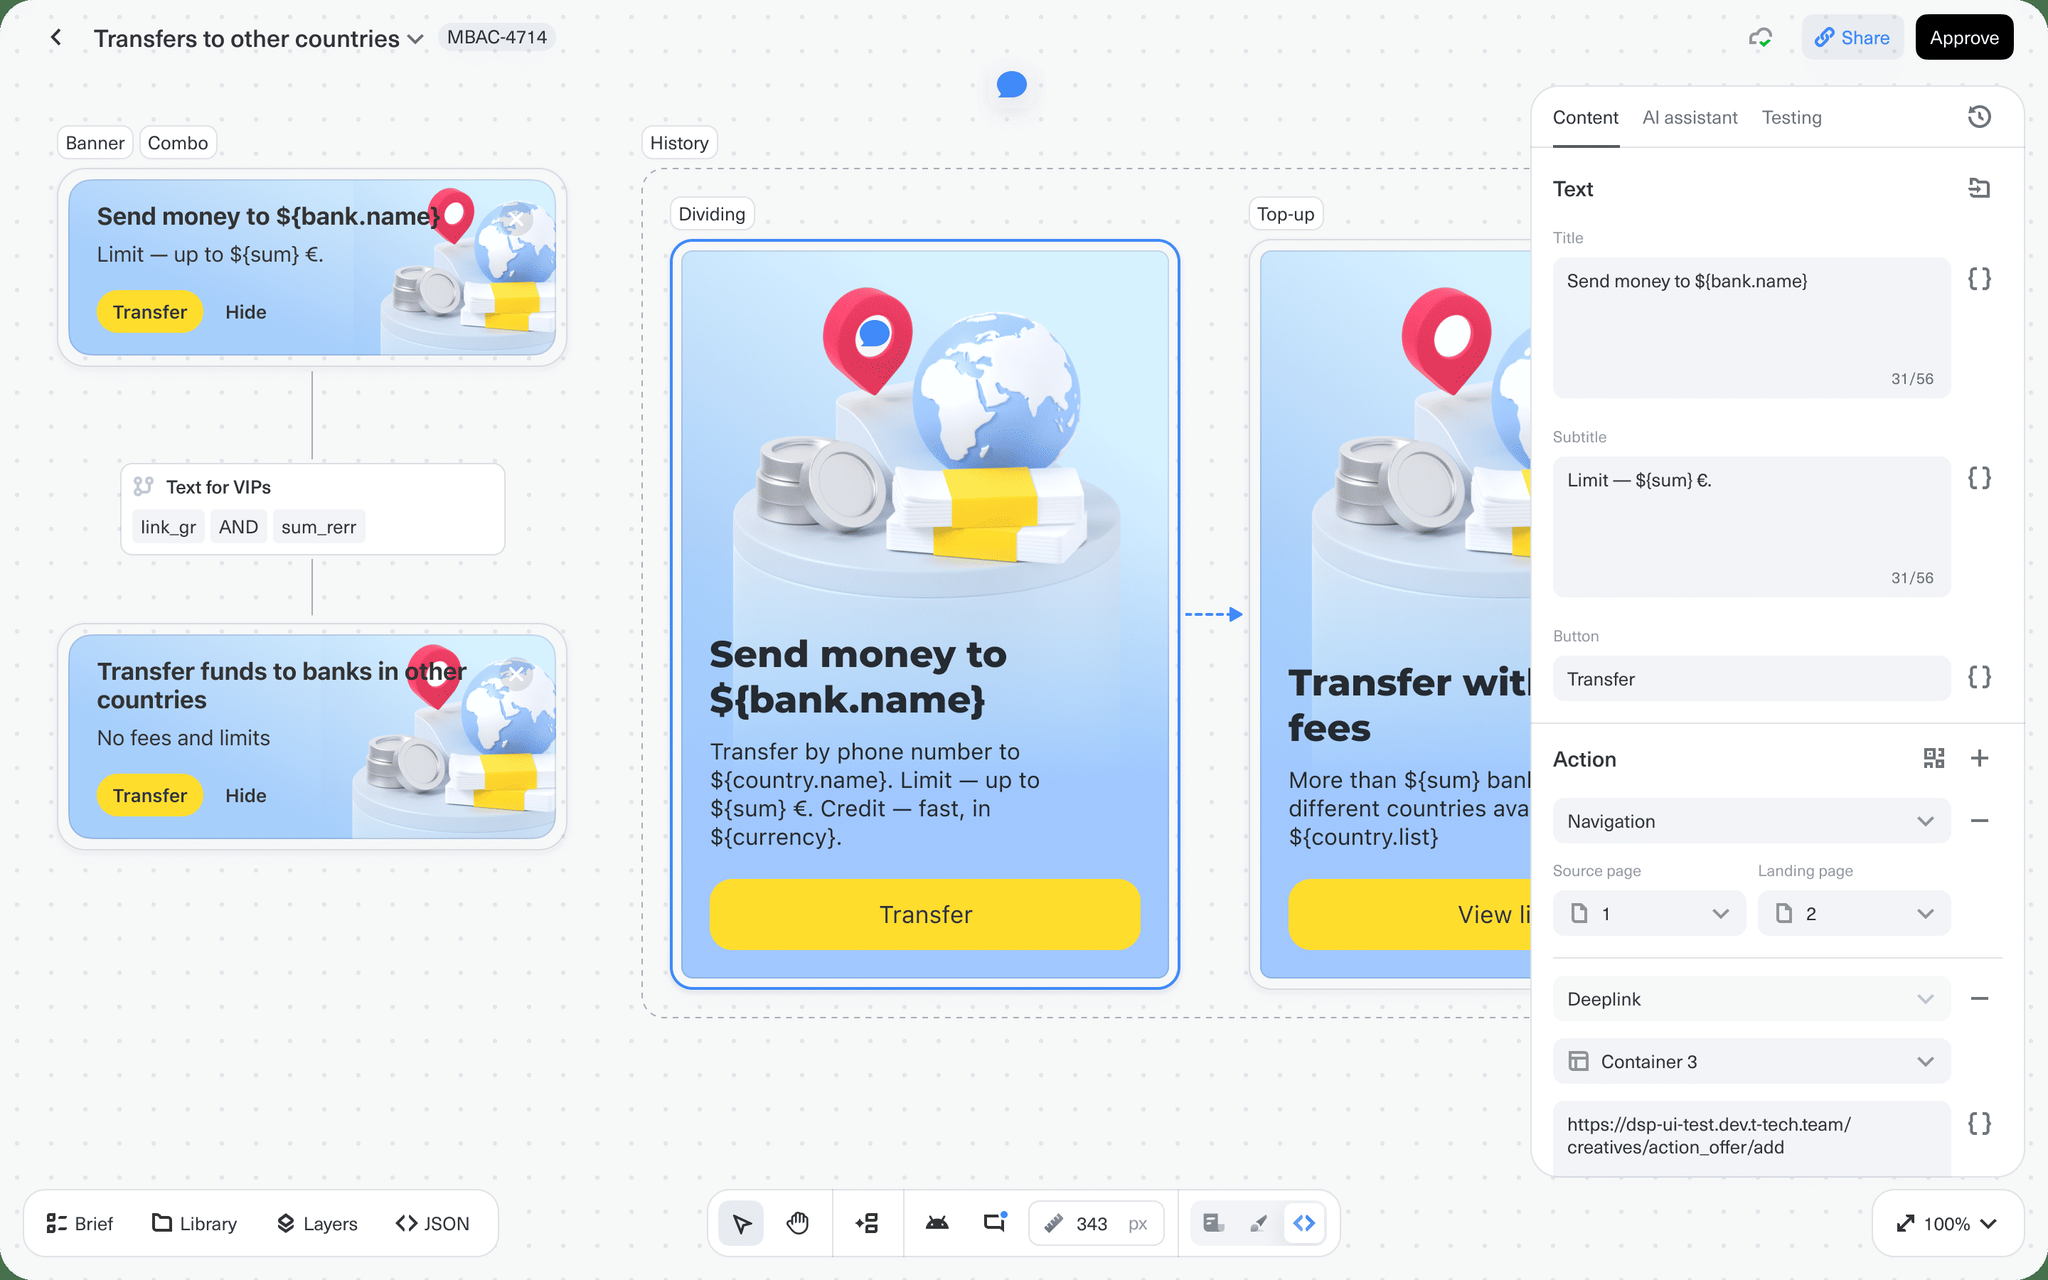 Transfers to other countries
MBAC-4714
Share
Approve
Banner
Combo
Send money to ${bank.name}
Limit — up to ${sum} €.
Transfer
Hide
Text for VIPs
link_gr
AND
sum_rerr
Transfer funds to banks in other
countries
No fees and limits
Transfer
Hide
History
Dividing
Send money to
${bank.name}
Transfer by phone number to
${country.name}. Limit — up to
${sum} €. Credit — fast, in
${currency}.
Transfer
Top-up
Transfer with
fees
More than ${sum} bank
different countries ava
${country.list}
View li
Content
AI assistant
Testing
Text
Title
Send money to ${bank.name}
31/56
Subtitle
Limit — ${sum} €.
31/56
Button
Transfer
Action
Navigation
Source page
Landing page
1
2
Deeplink
Container 3
https://dsp-ui-test.dev.t-tech.team/
creatives/action_offer/add
Brief
Library
Layers
JSON
343
px
100%